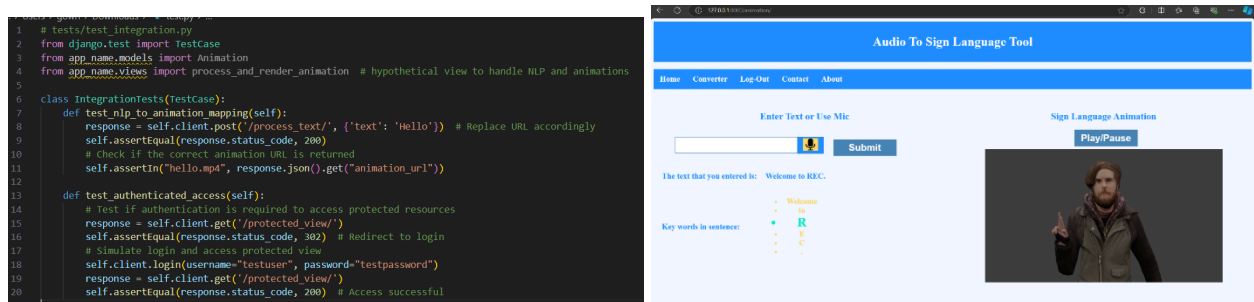 # tests/test_integration.py
from django.test import TestCase
from app_name.models import Animation
from app_name.views import process_and_render_animation  # hypothetical view to handle NLP and animations
class IntegrationTests(TestCase):
def test_nlp_to_animation_mapping(self):
response = self.client.post('/process_text/', {'text': 'Hello'})  # Replace URL accordingly
self.assertEqual(response.status_code, 200)
# Check if the correct animation URL is returned
self.assertIn("hello.mp4", response.json().get("animation_url"))
def test_authenticated_access(self):
# Test if authentication is required to access protected resources
response = self.client.get('/protected_view/')
self.assertEqual(response.status_code, 302)  # Redirect to login
# Simulate login and access protected view
self.client.login(username="testuser", password="testpassword")
response = self.client.get('/protected_view/')
self.assertEqual(response.status_code, 200)  # Access successful
Audio To Sign Language Tool
Home Converter Log-Out Contact About
Enter Text or Use Mic
Submit
The text that you entered is: Welcome to REC.
Key words in sentence:
Welcome
to
R
E
C
.
Sign Language Animation
Play/Pause